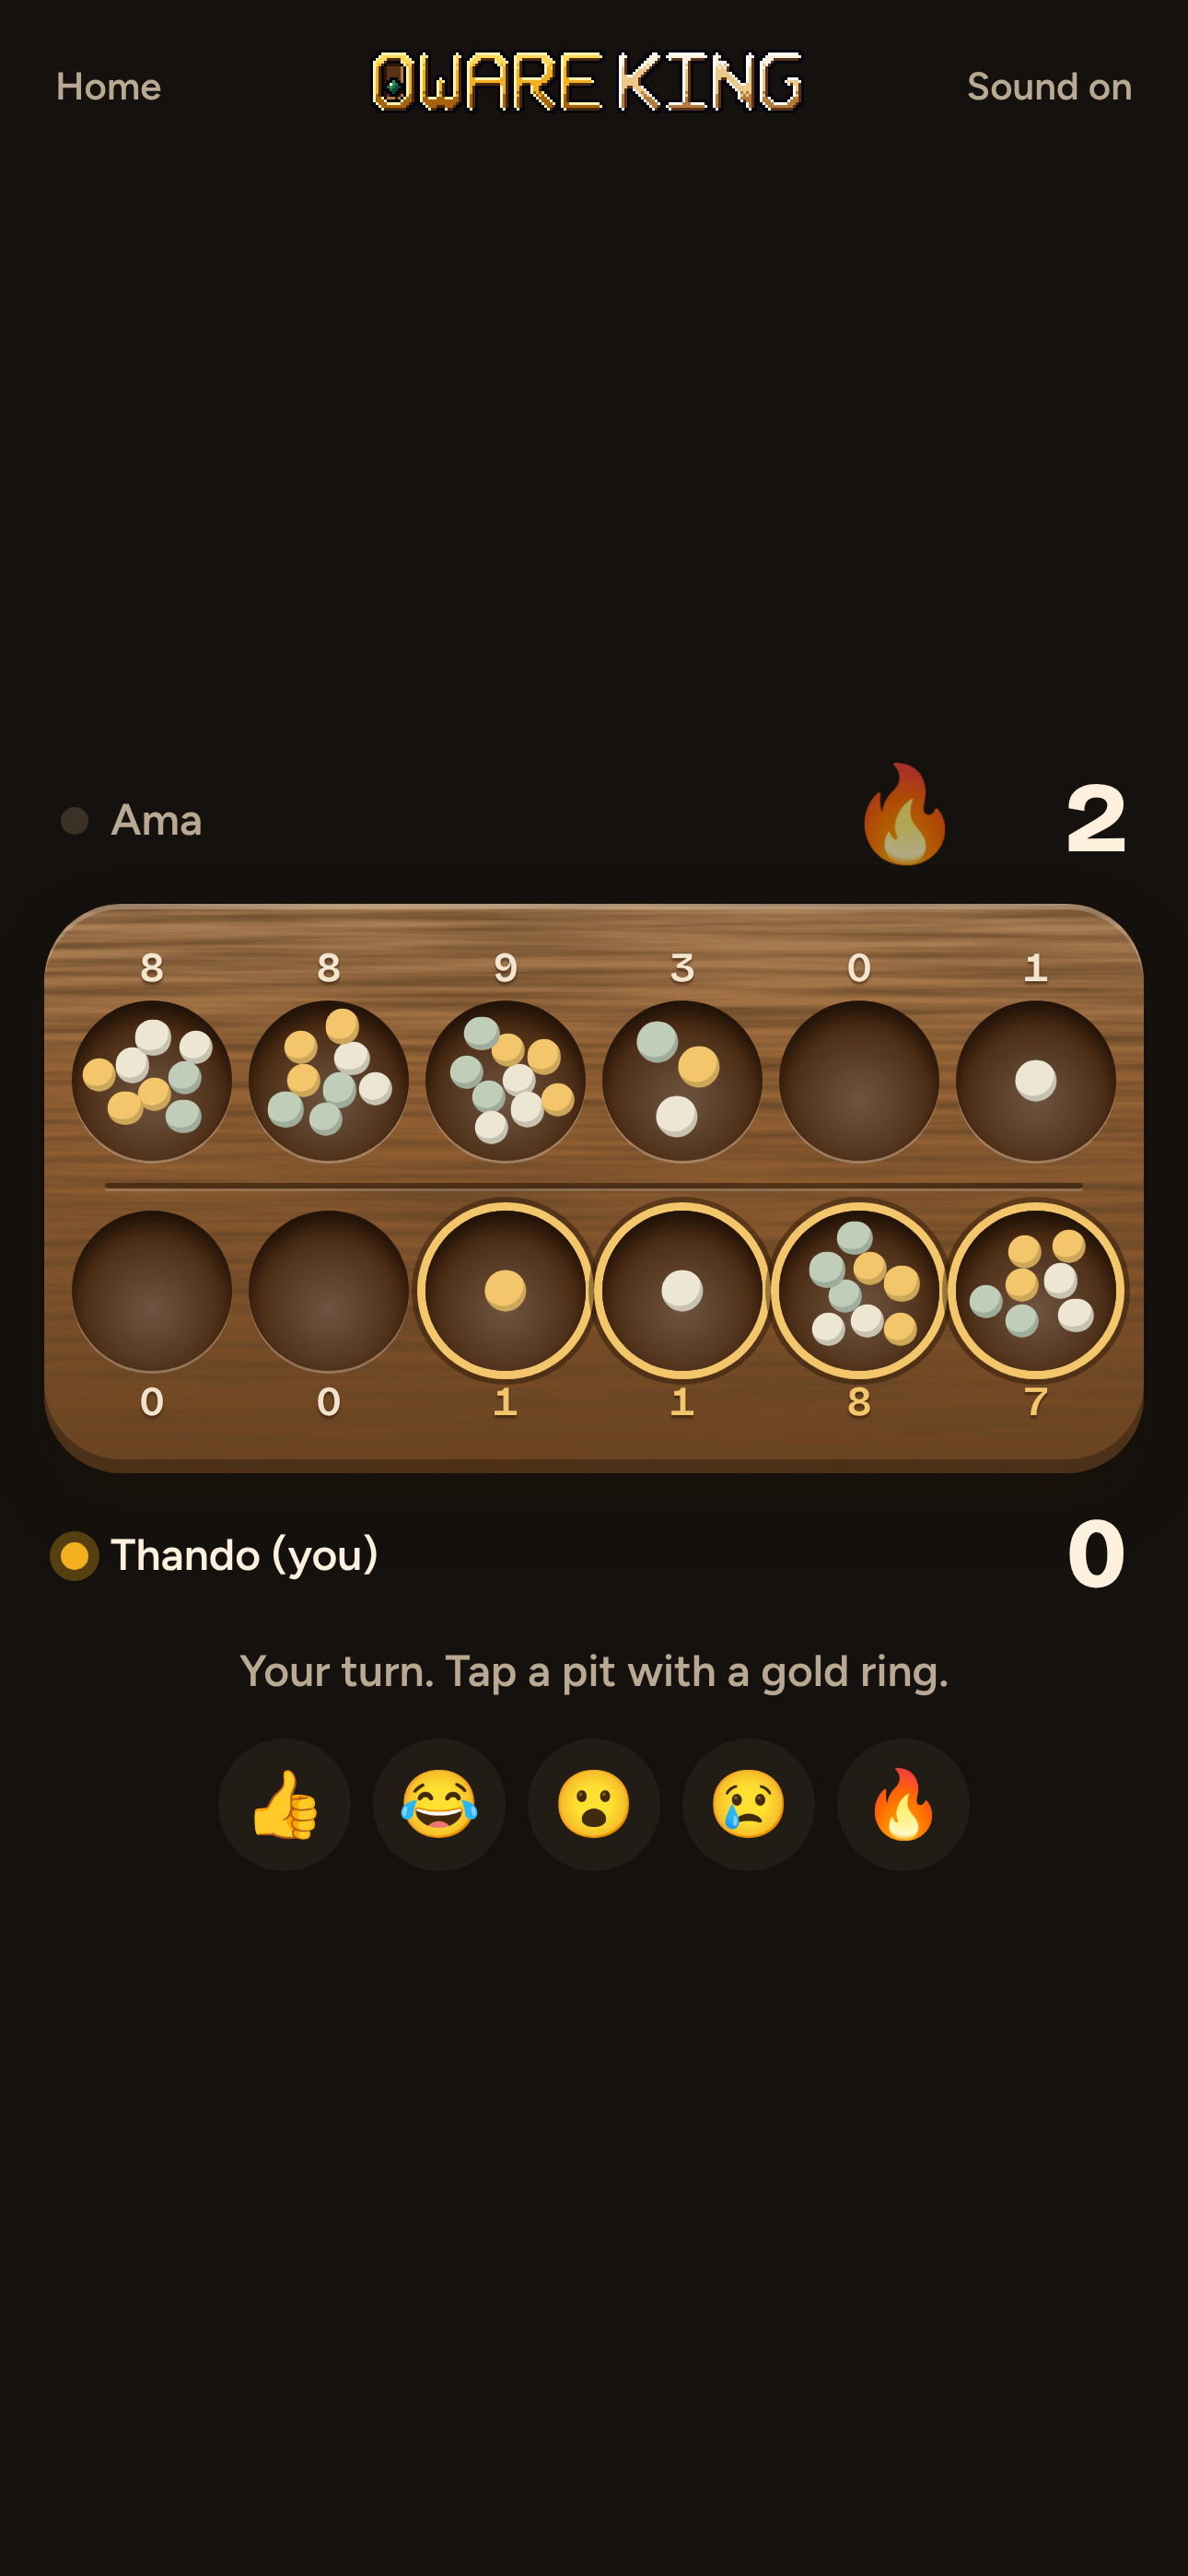 Home OWARE KING Sound on
Ama 2
8 8 9 3 0 1
0 0 1 1 8 7
Thando (you) 0
Your turn. Tap a pit with a gold ring.